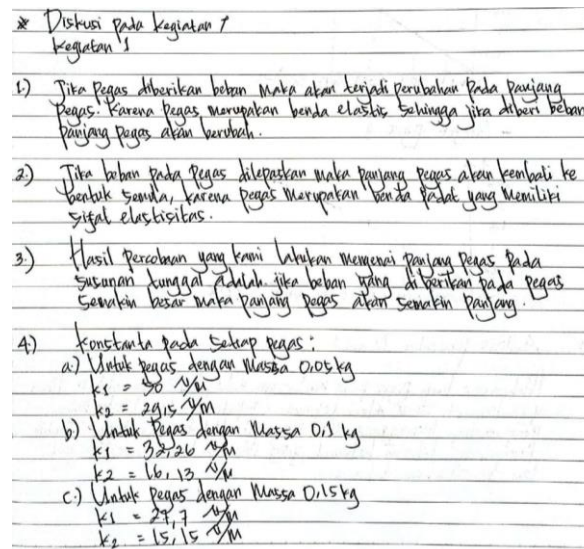 * Diskusi pada kegiatan 1
Kegiatan 1
1.) Jika Pegas diberikan beban maka akan terjadi perubahan Pada Panjang
Pegas. Karena Pegas merupakan benda elastis sehingga jika diberi beban
panjang pegas akan berubah.
2.) Jika beban pada Pegas dilepaskan maka panjang pegas akan kembali ke
bentuk semula, karena pegas merupakan benda padat yang memiliki
sifat elastisitas.
3.) Hasil percobaan yang kami lakukan mengenai panjang pegas pada
susunan tunggal adalah jika beban yang diberikan pada pegas
semakin besar maka panjang pegas akan semakin panjang.
4.) konstanta pada setiap pegas :
a.) Untuk pegas dengan Massa 0,05 kg
k1 = 50 N/m
k2 = 29,5 N/m
b) Untuk Pegas dengan Massa 0,1 kg
k1 = 32,26 N/m
k2 = 16,13 N/m
c.) Untuk pegas dengan Massa 0,15 kg
k1 = 27,7 N/m
k2 = 15,15 N/m